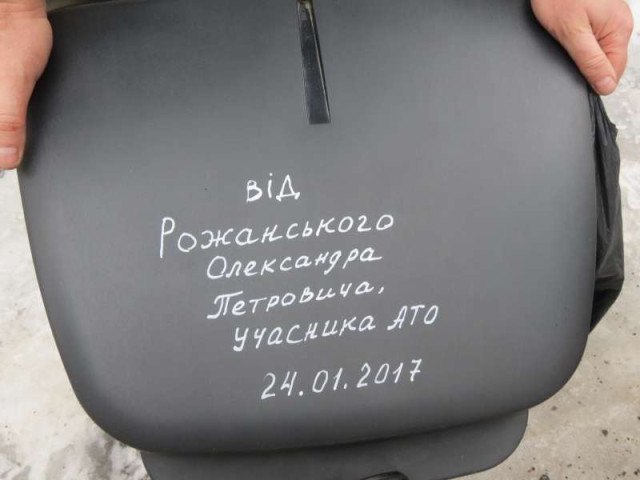 від
Рожанського
Олександра
Петровича,
учасника АТО
24.01.2017